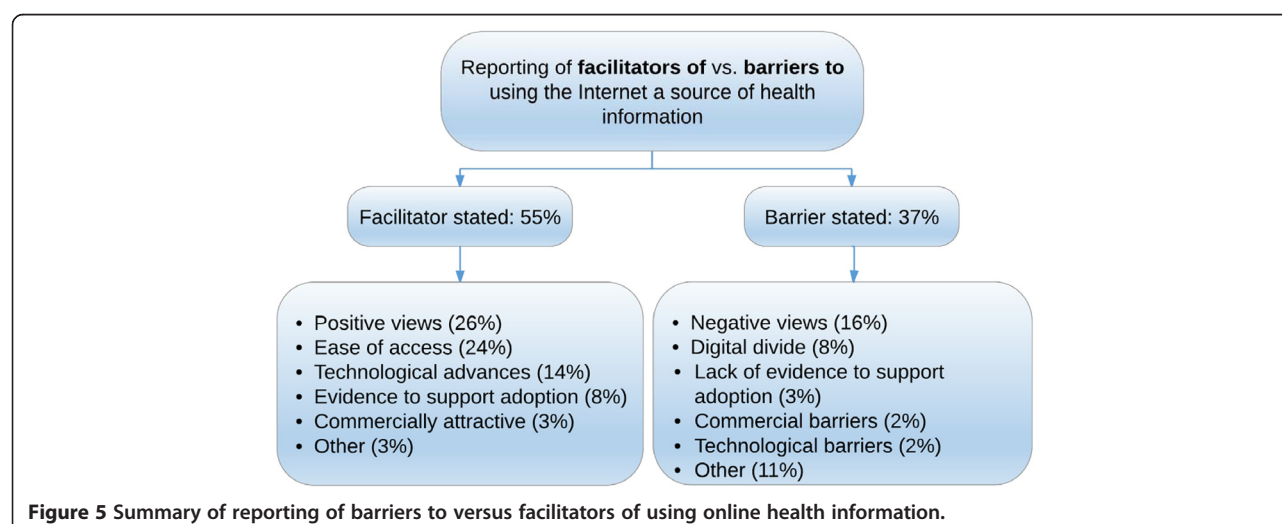 Reporting of facilitators of vs. barriers to
using the Internet a source of health
information
Facilitator stated: 55%
Barrier stated: 37%
• Positive views (26%)
• Ease of access (24%)
• Technological advances (14%)
• Evidence to support adoption (8%)
• Commercially attractive (3%)
• Other (3%)
• Negative views (16%)
• Digital divide (8%)
• Lack of evidence to support
adoption (3%)
• Commercial barriers (2%)
• Technological barriers (2%)
• Other (11%)
Figure 5 Summary of reporting of barriers to versus facilitators of using online health information.